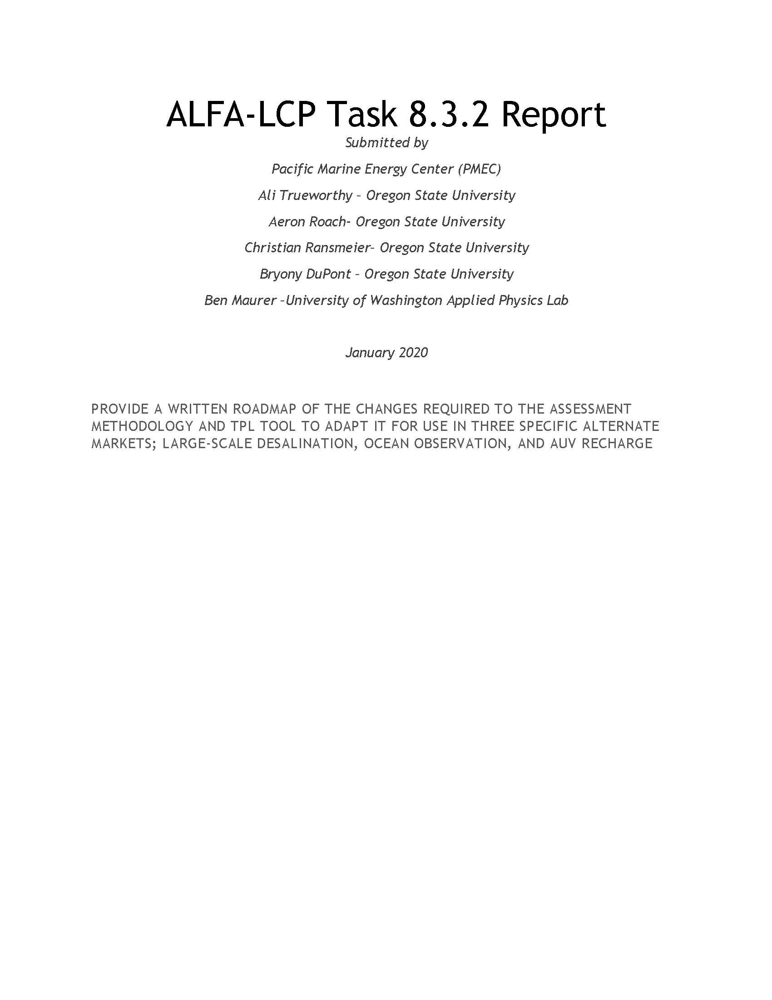 ALFA-LCP Task 8.3.2 Report
Submitted by
Pacific Marine Energy Center (PMEC)
Ali Trueworthy – Oregon State University
Aeron Roach- Oregon State University
Christian Ransmeier– Oregon State University
Bryony DuPont – Oregon State University
Ben Maurer –University of Washington Applied Physics Lab
January 2020
PROVIDE A WRITTEN ROADMAP OF THE CHANGES REQUIRED TO THE ASSESSMENT
METHODOLOGY AND TPL TOOL TO ADAPT IT FOR USE IN THREE SPECIFIC ALTERNATE
MARKETS; LARGE-SCALE DESALINATION, OCEAN OBSERVATION, AND AUV RECHARGE